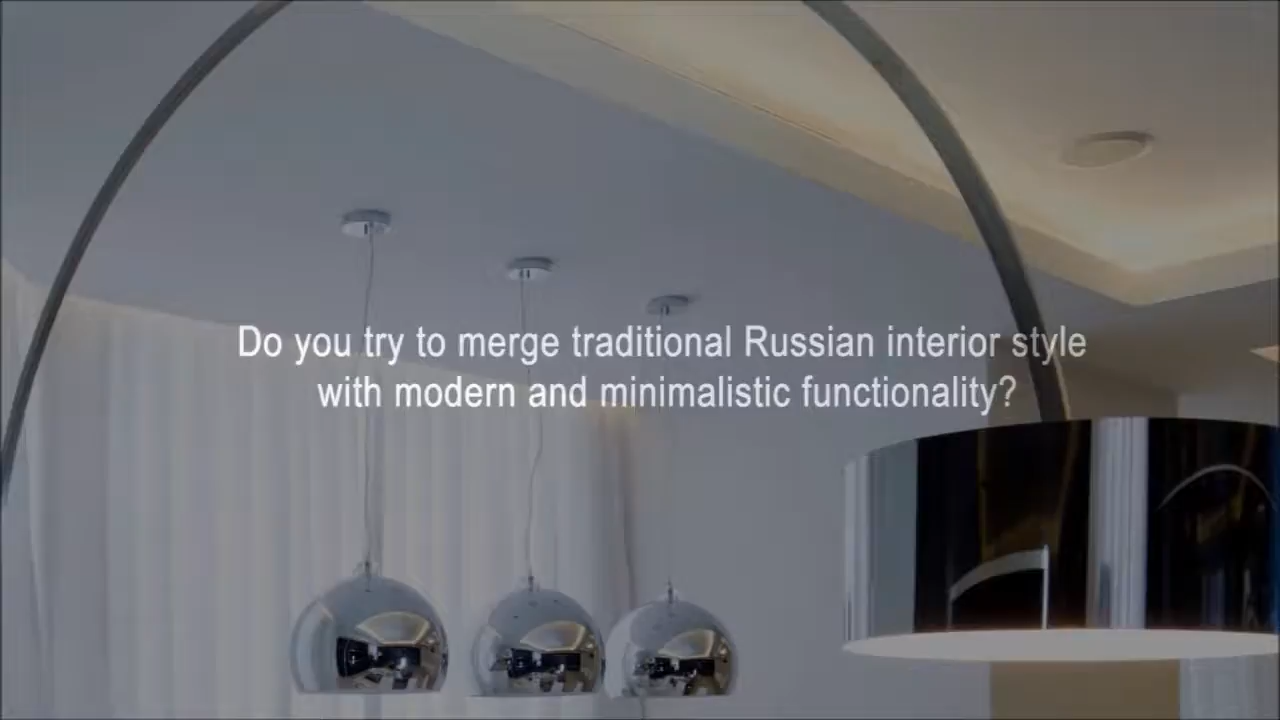 Do you try to merge traditional Russian interior style
with modern and minimalistic functionality?